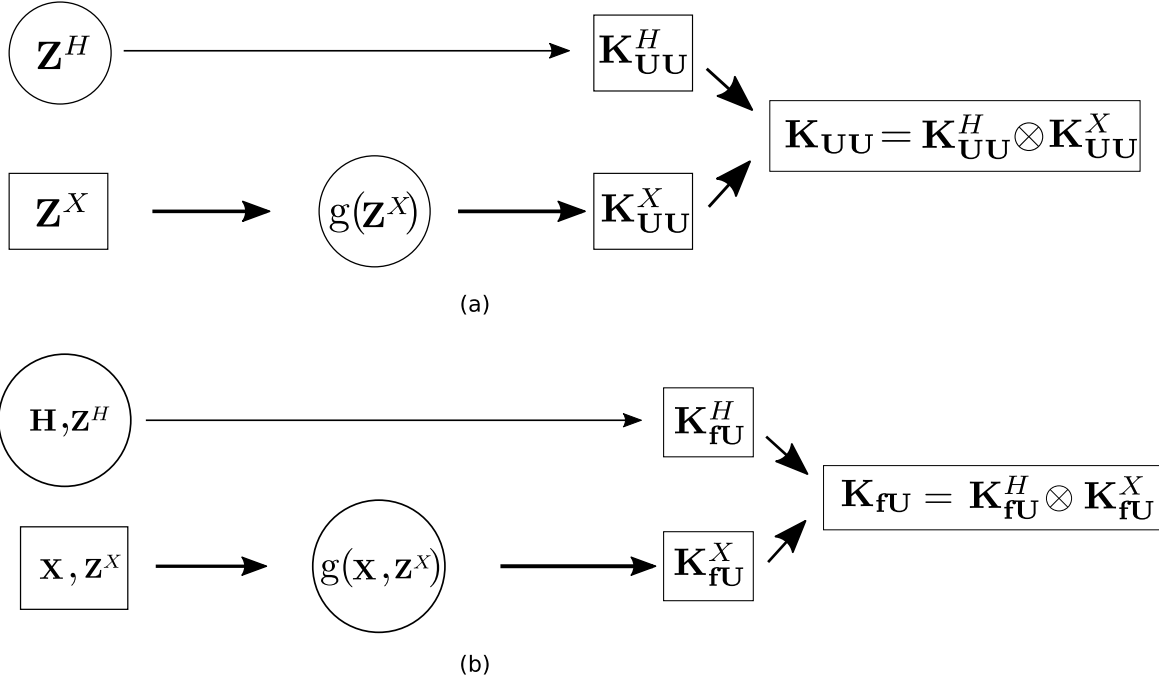 𝐙^H
𝐊^H_𝐔𝐔
𝐊_𝐔𝐔 = 𝐊^H_𝐔𝐔 ⊗ 𝐊^X_𝐔𝐔
𝐙^X
g(𝐙^X)
𝐊^X_𝐔𝐔
(a)
𝐇,𝐙^H
𝐊^H_𝐟𝐔
𝐊_𝐟𝐔 = 𝐊^H_𝐟𝐔 ⊗ 𝐊^X_𝐟𝐔
𝐱,𝐳^X
g(𝐱,𝐳^X)
𝐊^X_𝐟𝐔
(b)